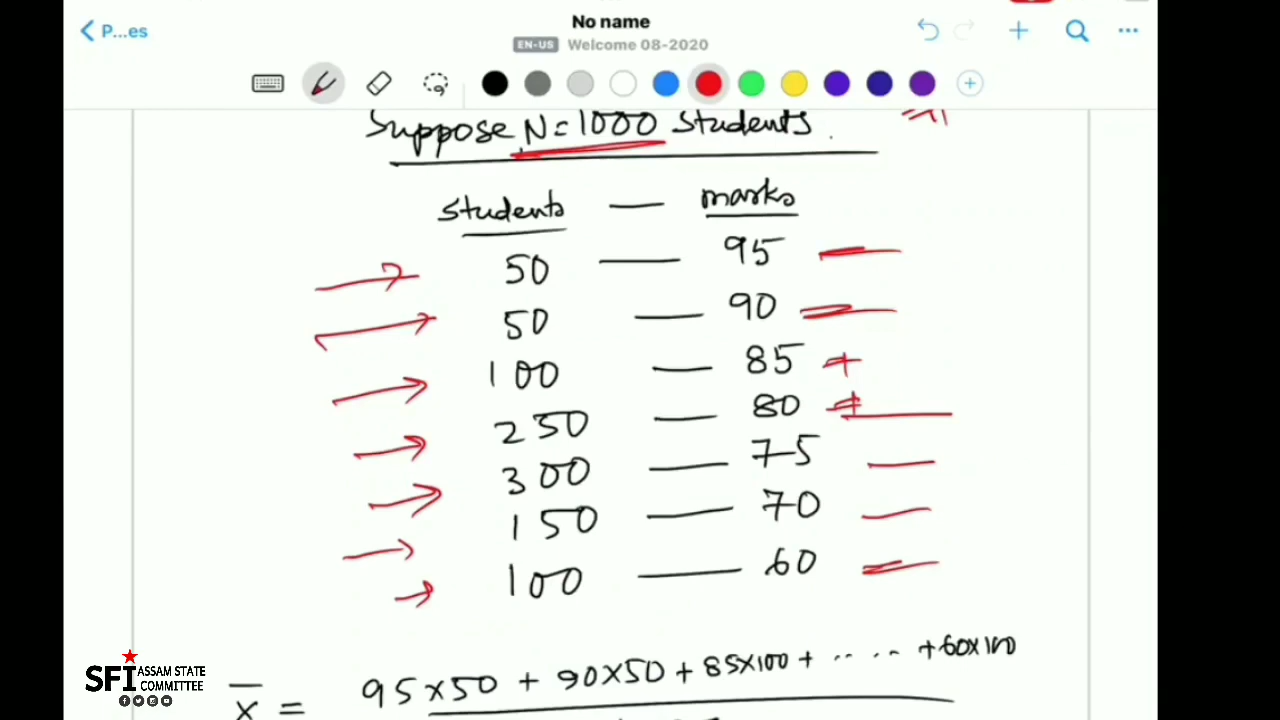 P...es
No name
EN-US Welcome 08-2020
Suppose N=1000 Students.
Students — marks
50 — 95
50 — 90
100 — 85
250 — 80
300 — 75
150 — 70
100 — 60
x̄ = 95×50 + 90×50 + 85×100 + ..... + 60×100
SFI ASSAM STATE
COMMITTEE